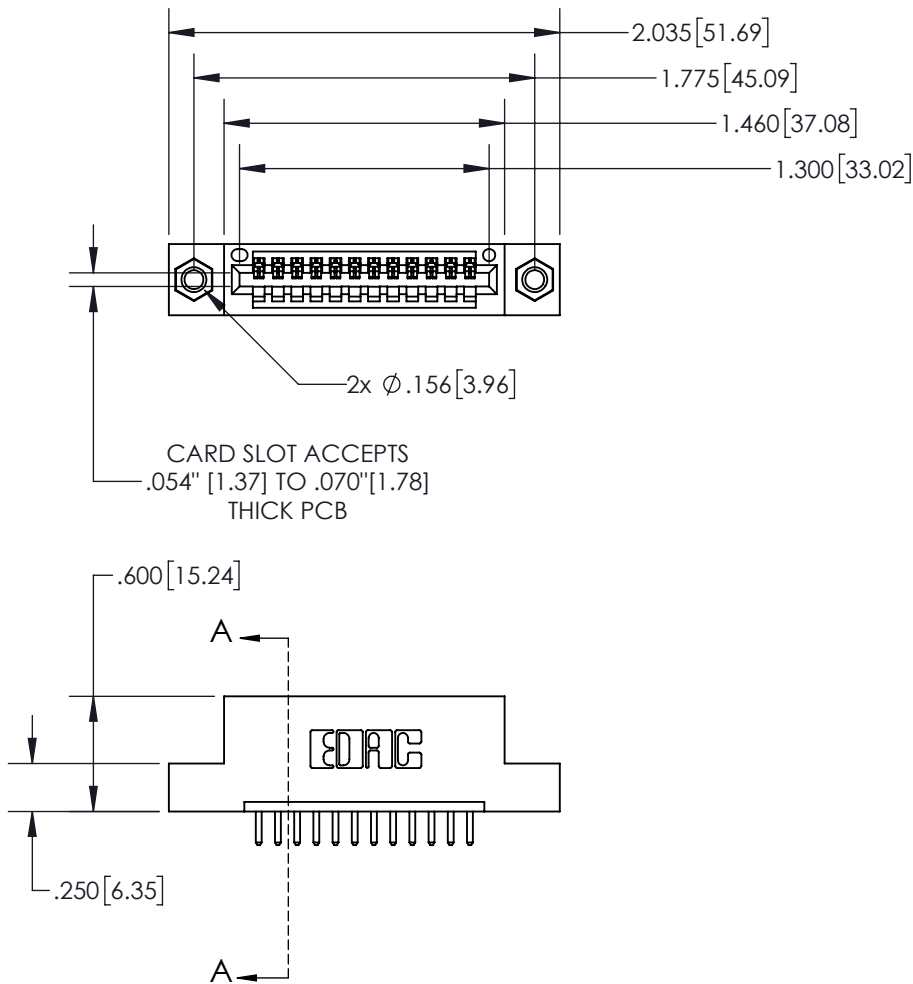 2.035[51.69]
1.775[45.09]
1.460[37.08]
1.300[33.02]
2x ∅.156[3.96]
CARD SLOT ACCEPTS
.054" [1.37] TO .070"[1.78]
THICK PCB
.600[15.24]
A
EDAC
.250[6.35]
A